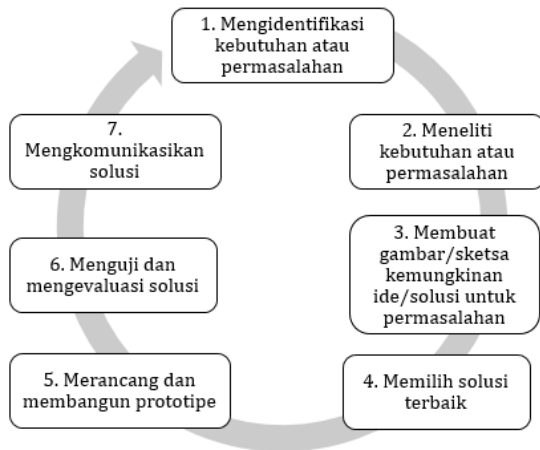 1. Mengidentifikasi
kebutuhan atau
permasalahan
2. Meneliti
kebutuhan atau
permasalahan
3. Membuat
gambar/sketsa
kemungkinan
ide/solusi untuk
permasalahan
4. Memilih solusi
terbaik
5. Merancang dan
membangun prototipe
6. Menguji dan
mengevaluasi solusi
7.
Mengkomunikasikan
solusi